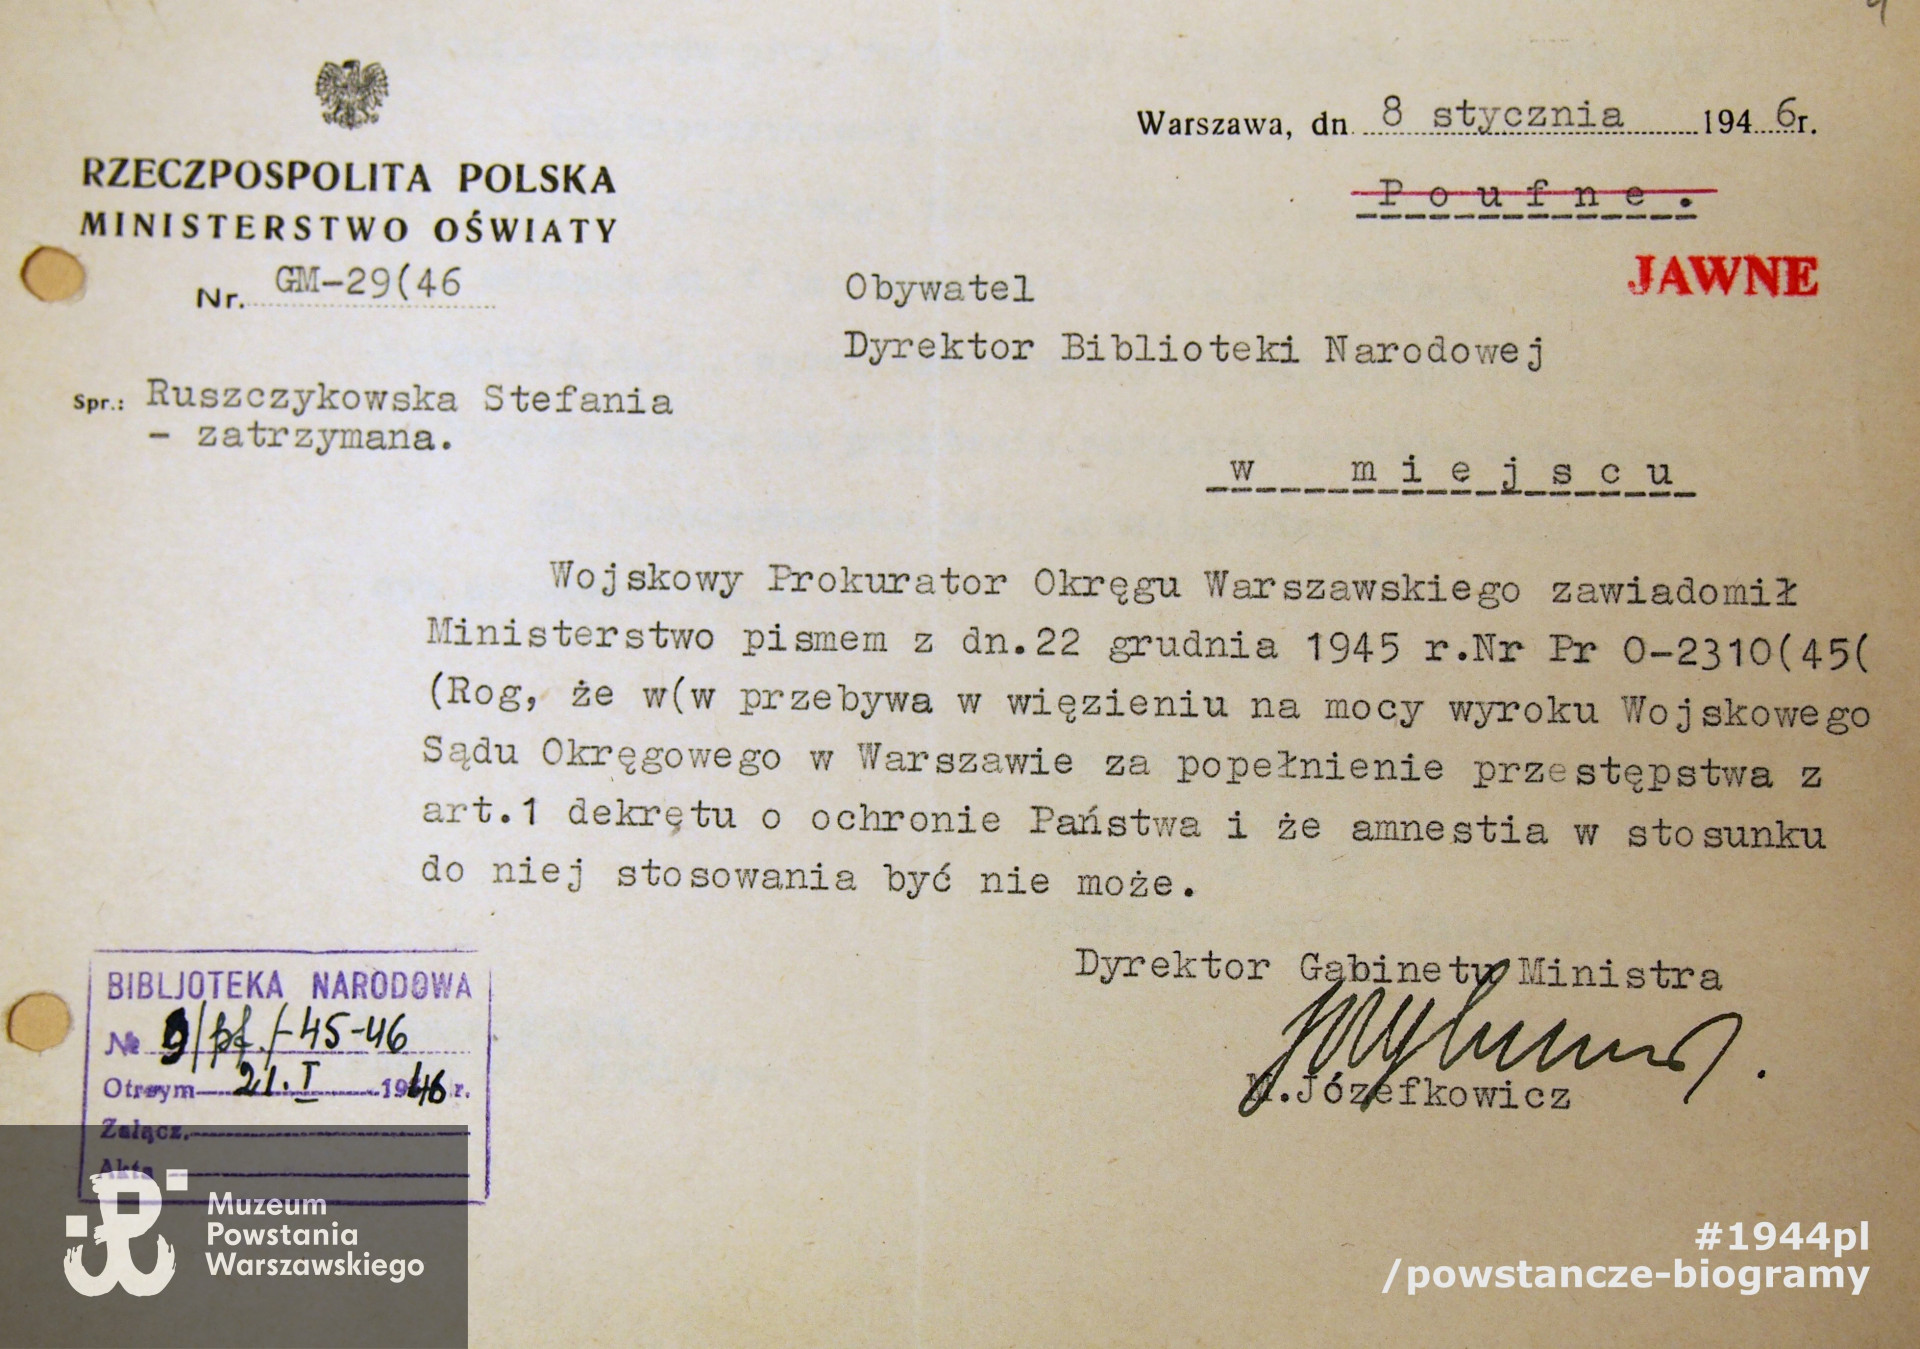 Warszawa, dn. 8 stycznia 1946 r.
RZECZPOSPOLITA POLSKA
MINISTERSTWO OŚWIATY
Nr. GM-29(46
Poufne.
JAWNE
Obywatel
Dyrektor Biblioteki Narodowej
Spr.: Ruszczykowska Stefania
- zatrzymana.
w miejscu
Wojskowy Prokurator Okręgu Warszawskiego zawiadomił
Ministerstwo pismem z dn.22 grudnia 1945 r.Nr Pr O-2310(45(
(Rog, że w(w przebywa w więzieniu na mocy wyroku Wojskowego
Sądu Okręgowego w Warszawie za popełnienie przestępstwa z
art.1 dekrętu o ochronie Państwa i że amnestia w stosunku
do niej stosowania być nie może.
Dyrektor Gabinetu Ministra
M.Józefkowicz
BIBLJOTEKA NARODOWA
№ 9/pf./-45-46
Otrzym 21.I 1946 r.
Załącz.
Akta
Muzeum
Powstania
Warszawskiego
#1944pl
/powstancze-biogramy